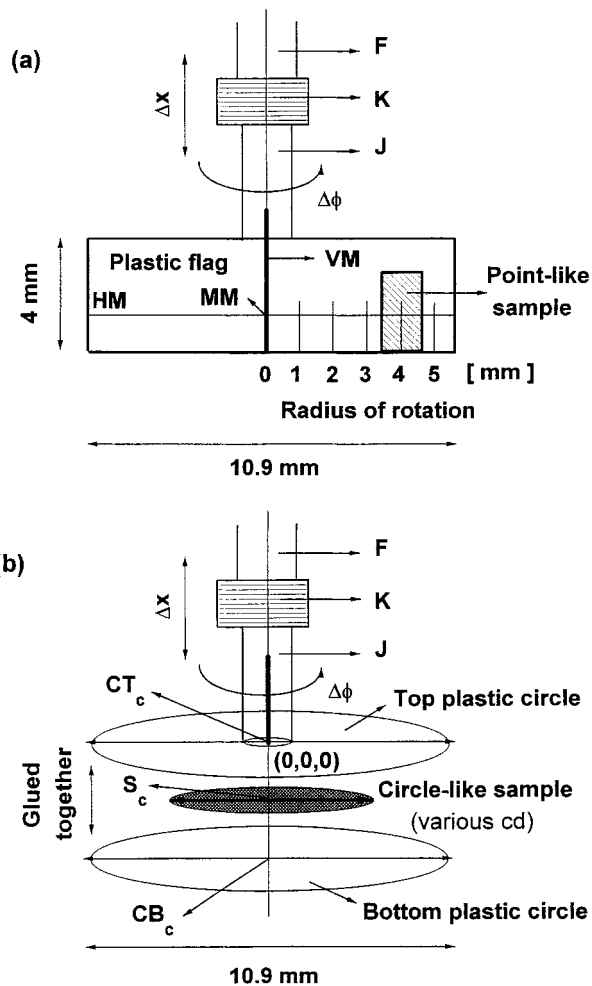 (a)
F
K
Δx
J
Δϕ
Plastic flag
VM
4 mm
HM
MM
Point-like
sample
0 1 2 3 4 5 [ mm ]
Radius of rotation
10.9 mm
(b)
F
K
Δx
J
CTc
Δϕ
Top plastic circle
(0,0,0)
Glued
together
Sc
Circle-like sample
(various cd)
CBc
Bottom plastic circle
10.9 mm